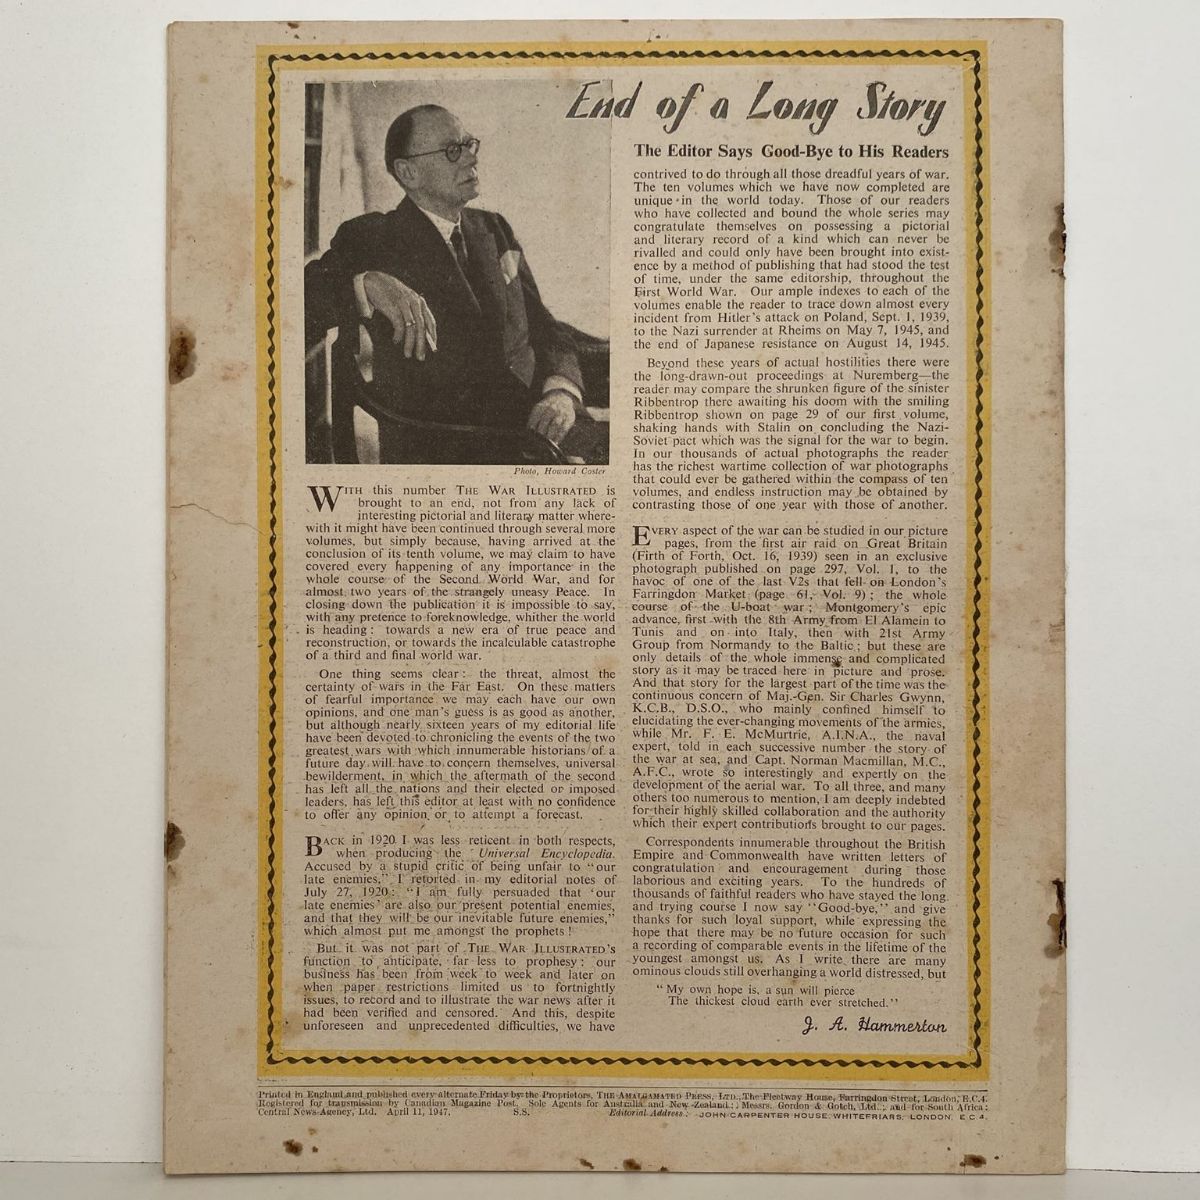 End of a Long Story
The Editor Says Good-Bye to His Readers
Photo, Howard Coster
WITH this number THE WAR ILLUSTRATED is
brought to an end, not from any lack of
interesting pictorial and literary matter where-
with it might have been continued through several more
volumes, but simply because, having arrived at the
conclusion of its tenth volume, we may claim to have
covered every happening of any importance in the
whole course of the Second World War, and for
almost two years of the strangely uneasy Peace. In
closing down the publication it is impossible to say,
with any pretence to foreknowledge, whither the world
is heading: towards a new era of true peace and
reconstruction, or towards the incalculable catastrophe
of a third and final world war.
One thing seems clear: the threat, almost the
certainty of wars in the Far East. On these matters
of fearful importance we may each have our own
opinions, and one man's guess is as good as another,
but although nearly sixteen years of my editorial life
have been devoted to chronicling the events of the two
greatest wars with which innumerable historians of a
future day will have to concern themselves, universal
bewilderment, in which the aftermath of the second
has left all the nations and their elected or imposed
leaders, has left this editor at least with no confidence
to offer any opinion or to attempt a forecast.
BACK in 1920 I was less reticent in both respects,
when producing the Universal Encyclopedia.
Accused by a stupid critic of being unfair to "our
late enemies," I retorted in my editorial notes of
July 27, 1920: "I am fully persuaded that 'our
late enemies' are also our present potential enemies,
and that they will be our inevitable future enemies,"
which almost put me amongst the prophets!
But it was not part of THE WAR ILLUSTRATED'S
function to anticipate, far less to prophesy: our
business has been from week to week and later on
when paper restrictions limited us to fortnightly
issues, to record and to illustrate the war news after it
had been verified and censored. And this, despite
unforeseen and unprecedented difficulties, we have
contrived to do through all those dreadful years of war.
The ten volumes which we have now completed are
unique in the world today. Those of our readers
who have collected and bound the whole series may
congratulate themselves on possessing a pictorial
and literary record of a kind which can never be
rivalled and could only have been brought into exist-
ence by a method of publishing that had stood the test
of time, under the same editorship, throughout the
First World War. Our ample indexes to each of the
volumes enable the reader to trace down almost every
incident from Hitler's attack on Poland, Sept. 1, 1939,
to the Nazi surrender at Rheims on May 7, 1945, and
the end of Japanese resistance on August 14, 1945.
Beyond these years of actual hostilities there were
the long-drawn-out proceedings at Nuremberg—the
reader may compare the shrunken figure of the sinister
Ribbentrop there awaiting his doom with the smiling
Ribbentrop shown on page 29 of our first volume,
shaking hands with Stalin on concluding the Nazi-
Soviet pact which was the signal for the war to begin.
In our thousands of actual photographs the reader
has the richest wartime collection of war photographs
that could ever be gathered within the compass of ten
volumes, and endless instruction may be obtained by
contrasting those of one year with those of another.
EVERY aspect of the war can be studied in our picture
pages, from the first air raid on Great Britain
(Firth of Forth, Oct. 16, 1939) seen in an exclusive
photograph published on page 297, Vol. 1, to the
havoc of one of the last V2s that fell on London's
Farringdon Market (page 61, Vol. 9); the whole
course of the U-boat war; Montgomery's epic
advance, first with the 8th Army from El Alamein to
Tunis and on into Italy, then with 21st Army
Group from Normandy to the Baltic; but these are
only details of the whole immense and complicated
story as it may be traced here in picture and prose.
And that story for the largest part of the time was the
continuous concern of Maj.-Gen. Sir Charles Gwynn,
K.C.B., D.S.O., who mainly confined himself to
elucidating the ever-changing movements of the armies,
while Mr. F. E. McMurtrie, A.I.N.A., the naval
expert, told in each successive number the story of
the war at sea, and Capt. Norman Macmillan, M.C.,
A.F.C., wrote so interestingly and expertly on the
development of the aerial war. To all three, and many
others too numerous to mention, I am deeply indebted
for their highly skilled collaboration and the authority
which their expert contributions brought to our pages.
Correspondents innumerable throughout the British
Empire and Commonwealth have written letters of
congratulation and encouragement during those
laborious and exciting years. To the hundreds of
thousands of faithful readers who have stayed the long
and trying course I now say "Good-bye," and give
thanks for such loyal support, while expressing the
hope that there may be no future occasion for such
a recording of comparable events in the lifetime of the
youngest amongst us. As I write there are many
ominous clouds still overhanging a world distressed, but
"My own hope is, a sun will pierce
The thickest cloud earth ever stretched."
J. A. Hammerton
Printed in England and published every alternate Friday by the Proprietors, THE AMALGAMATED PRESS, LTD., The Fleetway House, Farringdon Street, London, E.C.4.
Registered for transmission by Canadian Magazine Post. Sole Agents for Australia and New Zealand: Messrs. Gordon & Gotch, Ltd.; and for South Africa:
Central News Agency, Ltd. April 11, 1947. S.S. Editorial Address: JOHN CARPENTER HOUSE, WHITEFRIARS, LONDON, E.C.4.